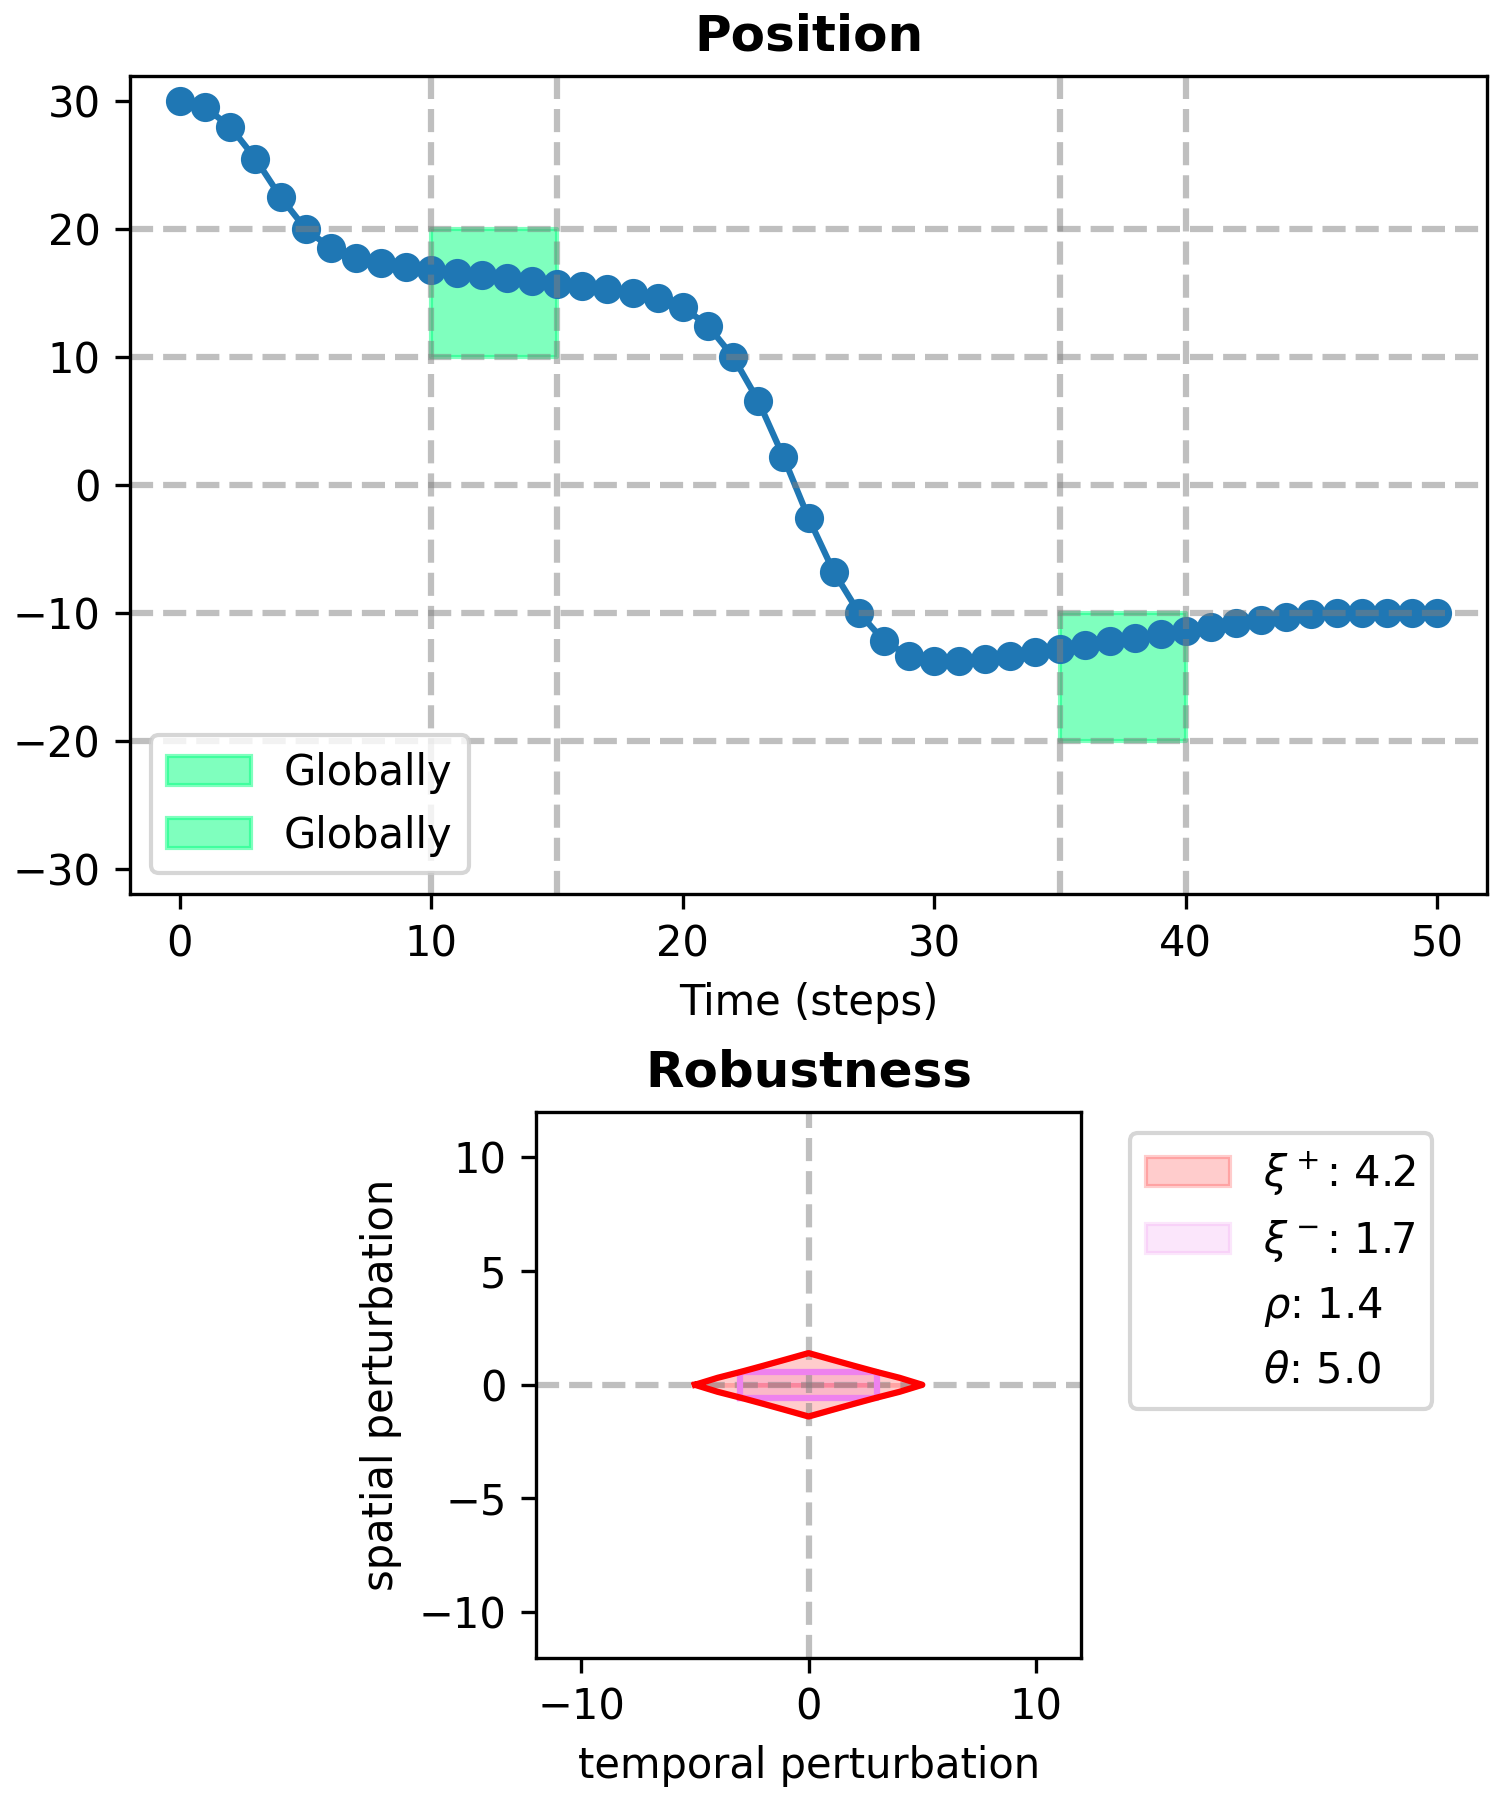 Position
30
20
10
0
−10
−20
−30
Globally
Globally
0 10 20 30 40 50
Time (steps)
Robustness
spatial perturbation
10
5
0
−5
−10
−10 0 10
temporal perturbation
ξ⁺: 4.2
ξ⁻: 1.7
ρ: 1.4
θ: 5.0